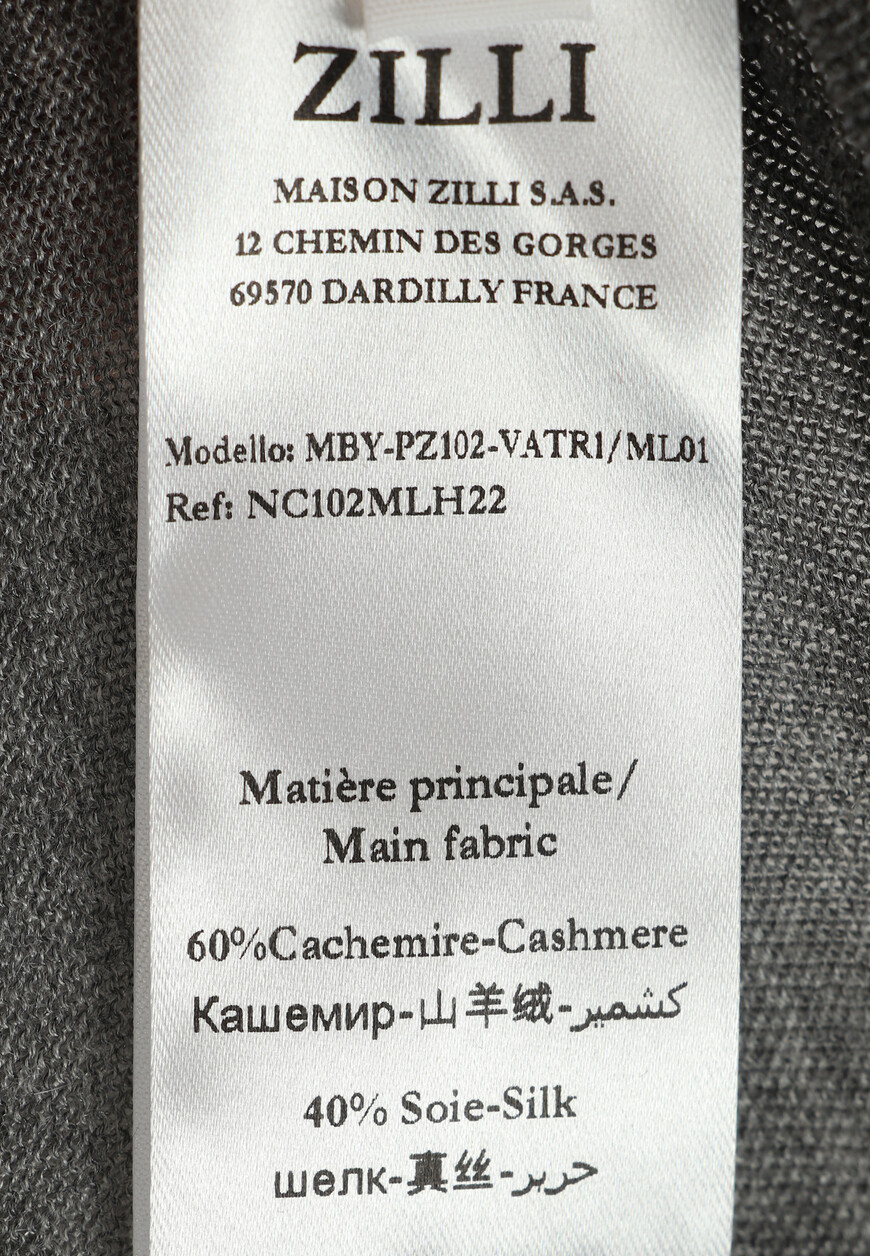 ZILLI
MAISON ZILLI S.A.S.
12 CHEMIN DES GORGES
69570 DARDILLY FRANCE
Modello: MBY-PZ102-VATR1/ML01
Ref: NC102MLH22
Matière principale/
Main fabric
60%Cachemire-Cashmere
Кашемир-山羊绒-كشمير
40% Soie-Silk
шелк-真丝-حرير